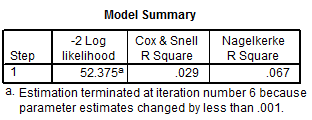 Model Summary
Step -2 Log likelihood Cox & Snell R Square Nagelkerke R Square
1 52.375a .029 .067
a. Estimation terminated at iteration number 6 because
parameter estimates changed by less than .001.